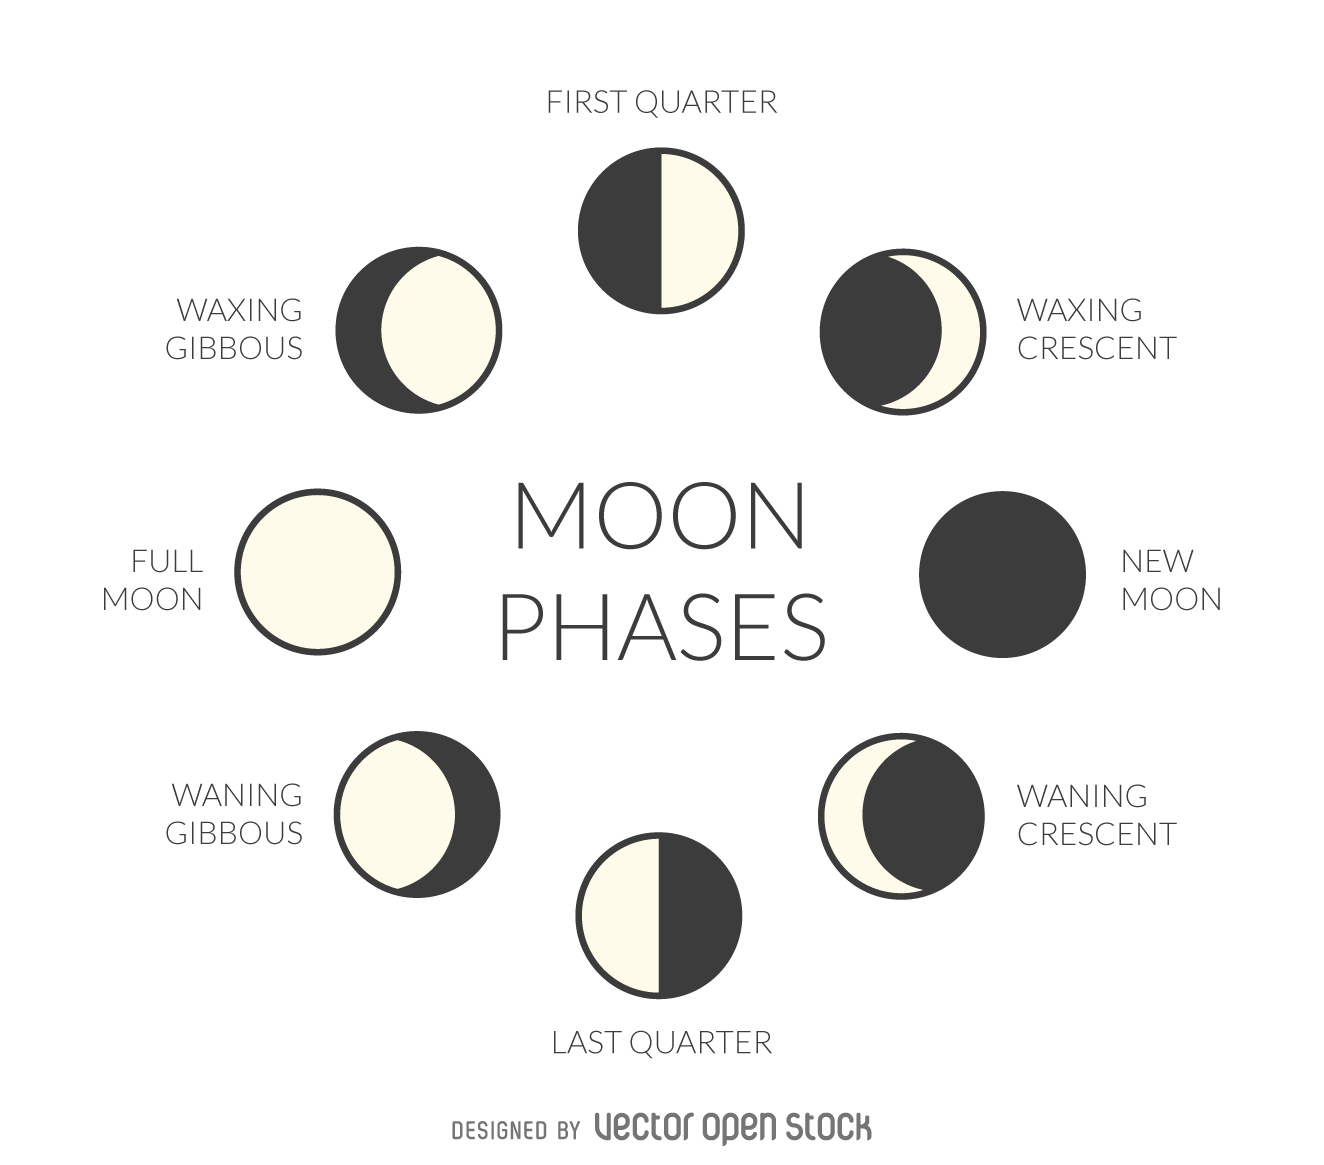 FIRST QUARTER
WAXING
GIBBOUS
WAXING
CRESCENT
MOON
PHASES
FULL
MOON
NEW
MOON
WANING
GIBBOUS
WANING
CRESCENT
LAST QUARTER
DESIGNED BY vector open stock